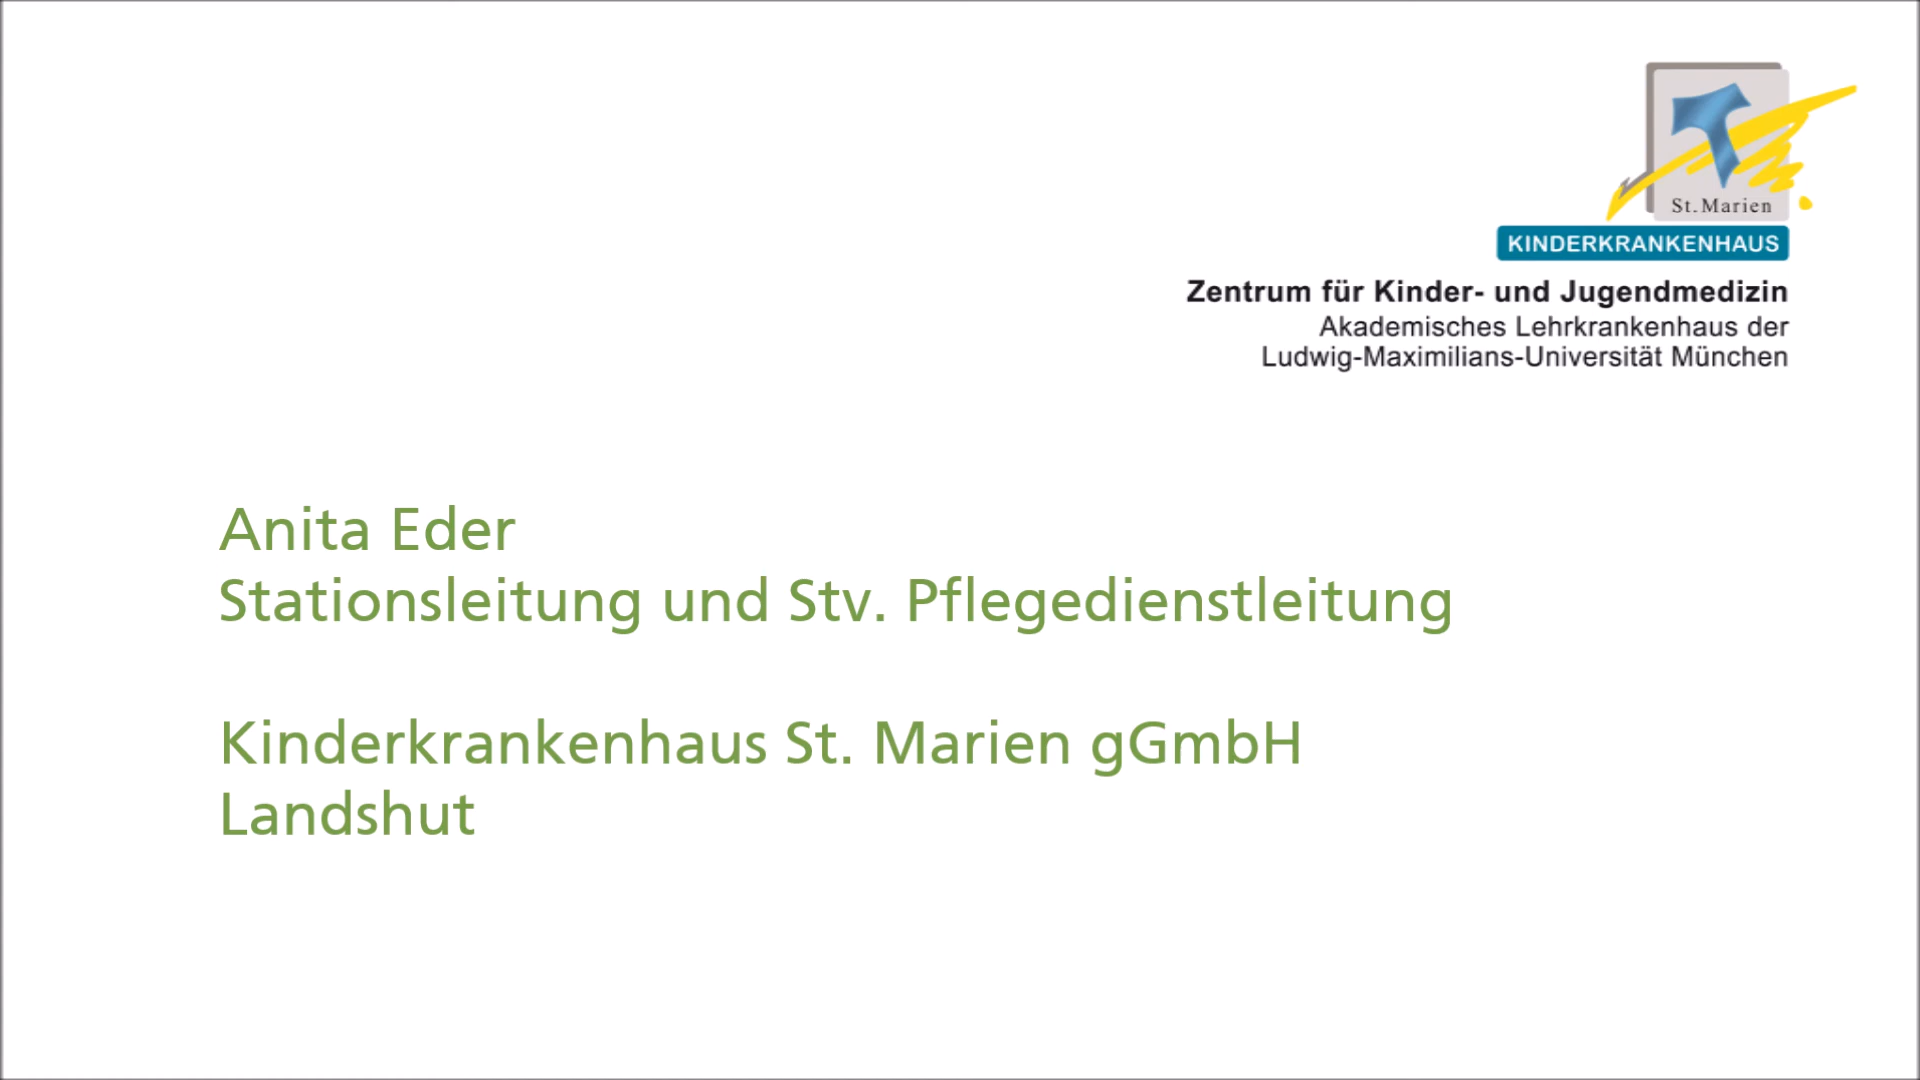 St. Marien
KINDERKRANKENHAUS
Zentrum für Kinder- und Jugendmedizin
Akademisches Lehrkrankenhaus der
Ludwig-Maximilians-Universität München
Anita Eder
Stationsleitung und Stv. Pflegedienstleitung
Kinderkrankenhaus St. Marien gGmbH
Landshut